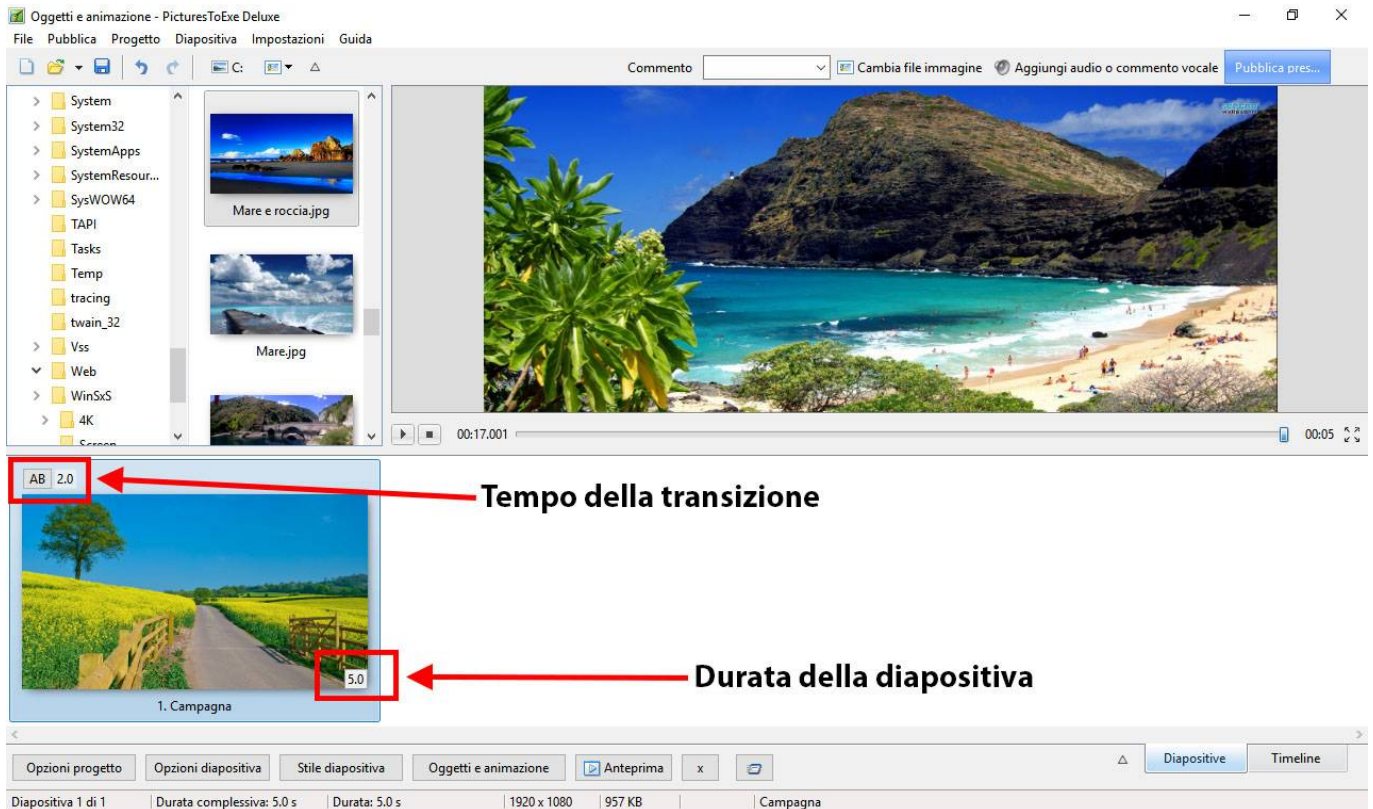 Oggetti e animazione - PicturesToExe Deluxe
File Pubblica Progetto Diapositiva Impostazioni Guida
C:
Commento
Cambia file immagine
Aggiungi audio o commento vocale
Pubblica pres...
System
System32
SystemApps
SystemResour...
SysWOW64
TAPI
Tasks
Temp
tracing
twain_32
Vss
Web
WinSxS
4K
Screen
Mare e roccia.jpg
Mare.jpg
00:17.001
00:05
AB 2.0
Tempo della transizione
5.0
Durata della diapositiva
1. Campagna
Opzioni progetto
Opzioni diapositiva
Stile diapositiva
Oggetti e animazione
Anteprima
x
Diapositive
Timeline
Diapositiva 1 di 1
Durata complessiva: 5.0 s
Durata: 5.0 s
1920 x 1080
957 KB
Campagna